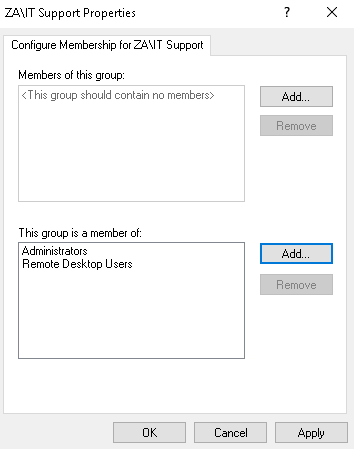 ZA\IT Support Properties
Configure Membership for ZA\IT Support
Members of this group:
<This group should contain no members>
Add...
Remove
This group is a member of:
Administrators
Remote Desktop Users
Add...
Remove
OK
Cancel
Apply